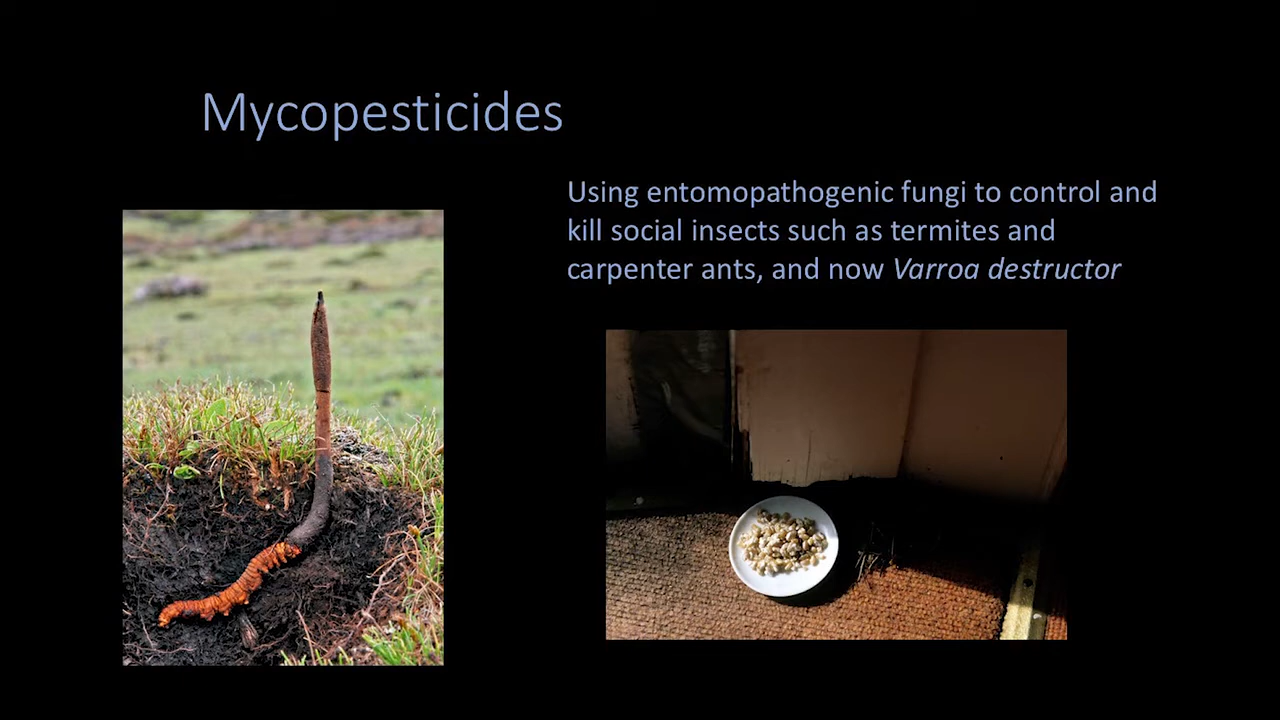 Mycopesticides
Using entomopathogenic fungi to control and
kill social insects such as termites and
carpenter ants, and now Varroa destructor